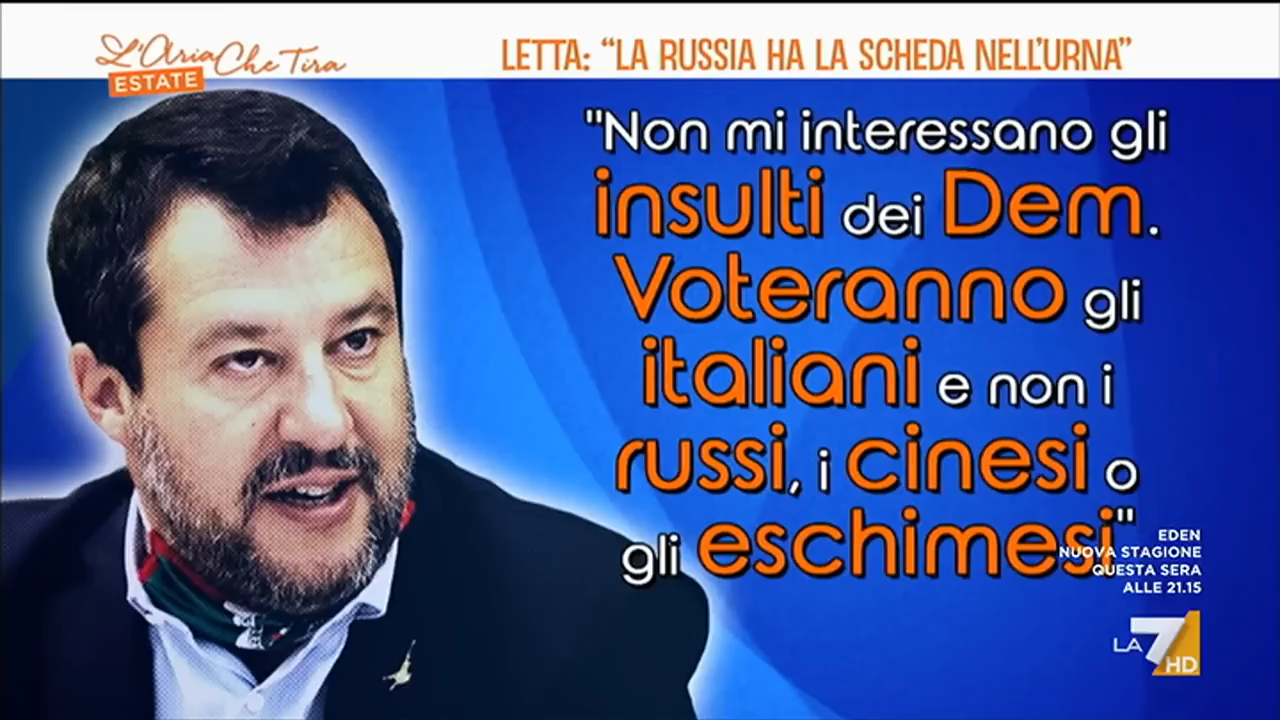 L'Aria Che Tira
ESTATE
LETTA: "LA RUSSIA HA LA SCHEDA NELL'URNA"
"Non mi interessano gli
insulti dei Dem.
Voteranno gli
italiani e non i
russi, i cinesi o
gli eschimesi"
EDEN
NUOVA STAGIONE
QUESTA SERA
ALLE 21.15
LA7 HD